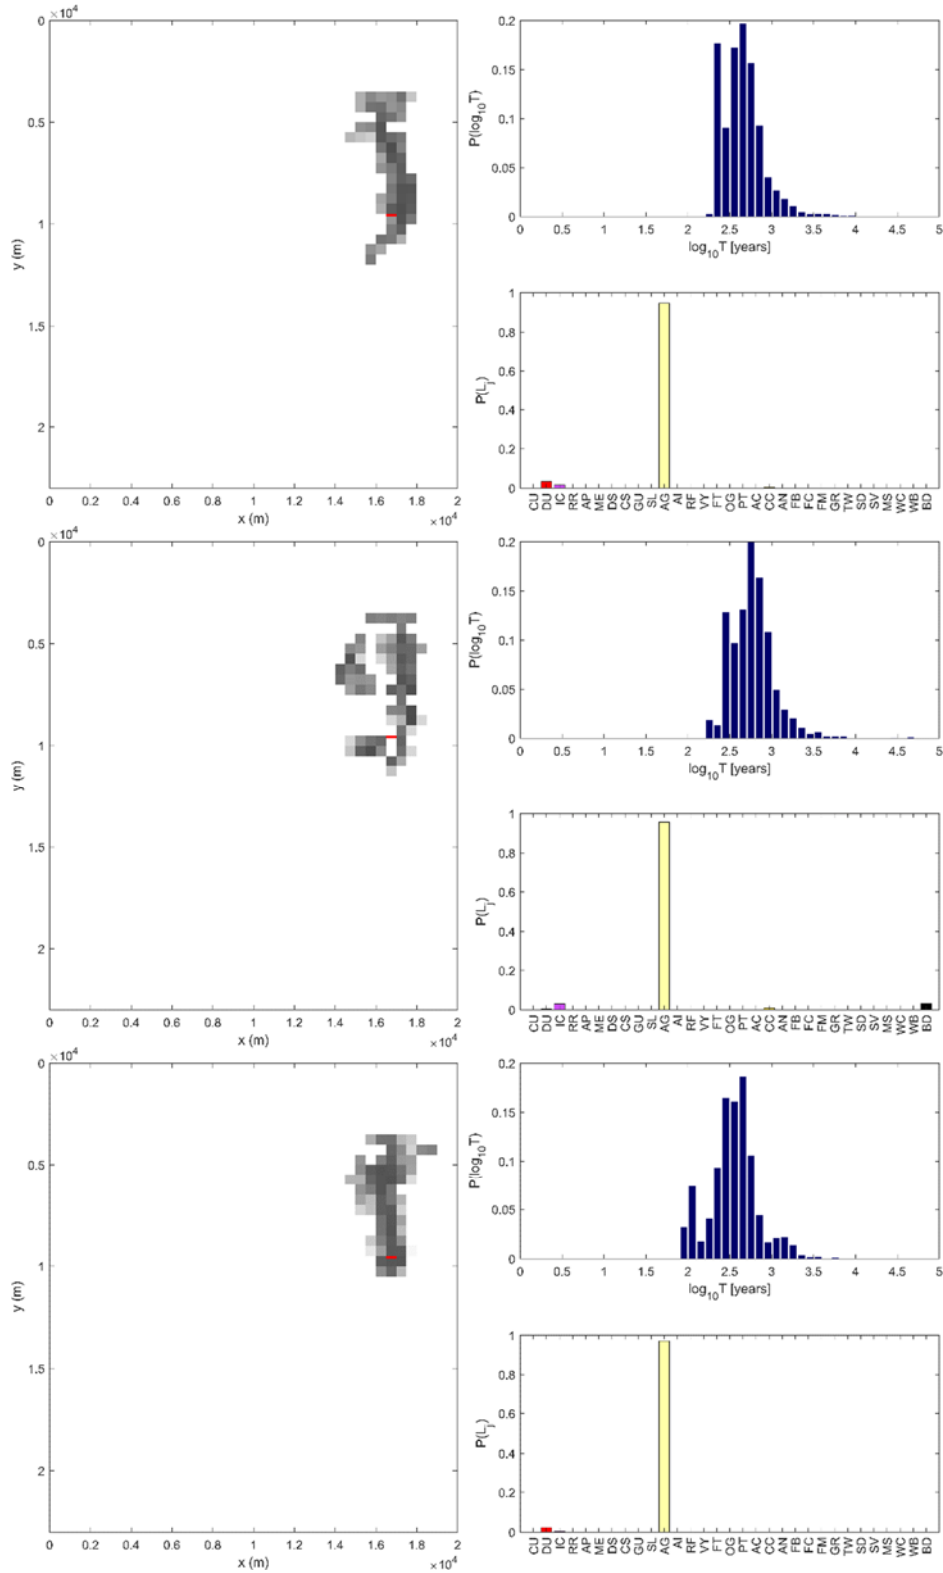 ×10⁴
0
0.5
1
1.5
2
y (m)
0 0.2 0.4 0.6 0.8 1 1.2 1.4 1.6 1.8 2
x (m)
×10⁴
0.2
0.15
0.1
0.05
0
P(log₁₀T)
0 0.5 1 1.5 2 2.5 3 3.5 4 4.5 5
log₁₀T [years]
1
0.8
0.6
0.4
0.2
0
P(Lⱼ)
CU DU IC RR AP ME DS CS GU SL AG AI RF VY FT OG PT AC CC AN FB FC FM GR TW SD SV MS WC WB BD
×10⁴
0
0.5
1
1.5
2
y (m)
0 0.2 0.4 0.6 0.8 1 1.2 1.4 1.6 1.8 2
x (m)
×10⁴
0.2
0.15
0.1
0.05
0
P(log₁₀T)
0 0.5 1 1.5 2 2.5 3 3.5 4 4.5 5
log₁₀T [years]
1
0.8
0.6
0.4
0.2
0
P(Lⱼ)
CU DU IC RR AP ME DS CS GU SL AG AI RF VY FT OG PT AC CC AN FB FC FM GR TW SD SV MS WC WB BD
×10⁴
0
0.5
1
1.5
2
y (m)
0 0.2 0.4 0.6 0.8 1 1.2 1.4 1.6 1.8 2
x (m)
×10⁴
0.2
0.15
0.1
0.05
0
P(log₁₀T)
0 0.5 1 1.5 2 2.5 3 3.5 4 4.5 5
log₁₀T [years]
1
0.8
0.6
0.4
0.2
0
P(Lⱼ)
CU DU IC RR AP ME DS CS GU SL AG AI RF VY FT OG PT AC CC AN FB FC FM GR TW SD SV MS WC WB BD